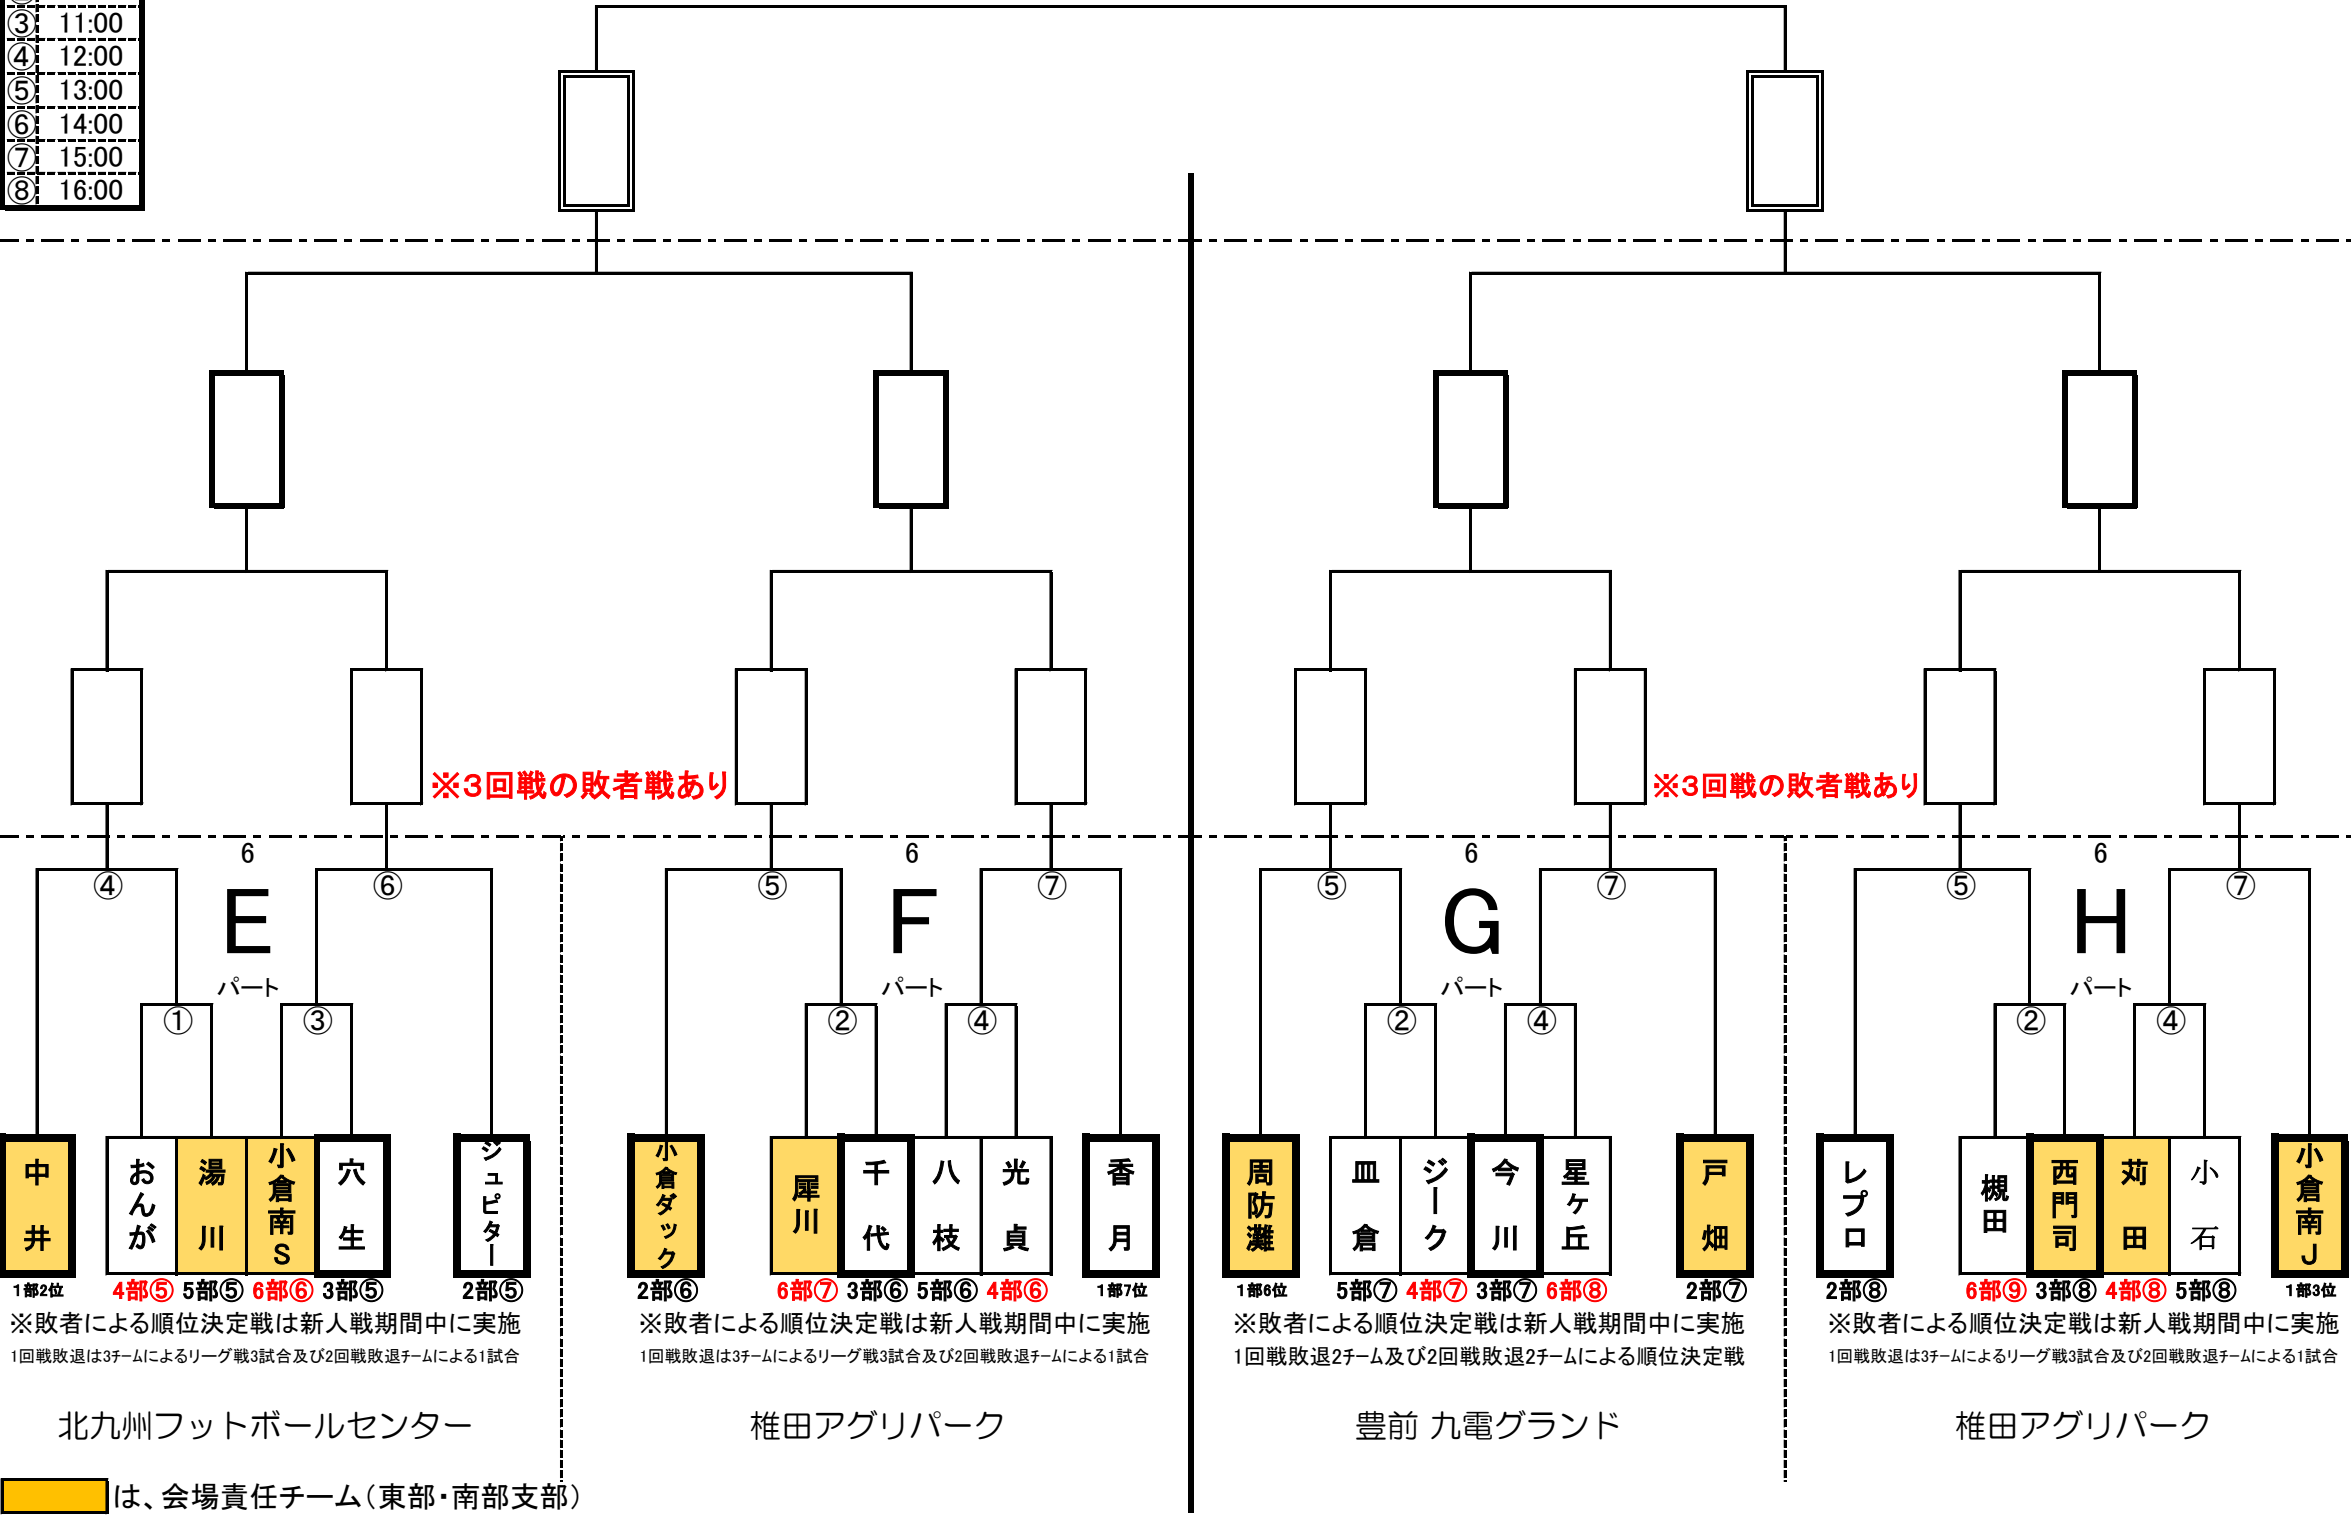 ③ 11:00
④ 12:00
⑤ 13:00
⑥ 14:00
⑦ 15:00
⑧ 16:00
※3回戦の敗者戦あり
※3回戦の敗者戦あり
6 6 6 6
④ ⑥ ⑤ ⑦ ⑤ ⑦ ⑤ ⑦
E F G H
パート パート パート パート
① ③ ② ④ ② ④ ② ④
中井 おんが 湯川 小倉南S 穴生 ジュピター 小倉ダック 犀川 千代 八枝 光貞 香月 周防灘 皿倉 ジーク 今川 星ヶ丘 戸畑 レプロ 槻田 西門司 苅田 小石 小倉南J
1部2位 4部⑤ 5部⑤ 6部⑥ 3部⑤ 2部⑤ 2部⑥ 6部⑦ 3部⑥ 5部⑥ 4部⑥ 1部7位 1部6位 5部⑦ 4部⑦ 3部⑦ 6部⑧ 2部⑦ 2部⑧ 6部⑨ 3部⑧ 4部⑧ 5部⑧ 1部3位
※敗者による順位決定戦は新人戦期間中に実施 ※敗者による順位決定戦は新人戦期間中に実施 ※敗者による順位決定戦は新人戦期間中に実施 ※敗者による順位決定戦は新人戦期間中に実施
1回戦敗退は3チームによるリーグ戦3試合及び2回戦敗退チームによる1試合 1回戦敗退は3チームによるリーグ戦3試合及び2回戦敗退チームによる1試合 1回戦敗退2チーム及び2回戦敗退2チームによる順位決定戦 1回戦敗退は3チームによるリーグ戦3試合及び2回戦敗退チームによる1試合
北九州フットボールセンター 椎田アグリパーク 豊前 九電グランド 椎田アグリパーク
は、会場責任チーム(東部・南部支部)